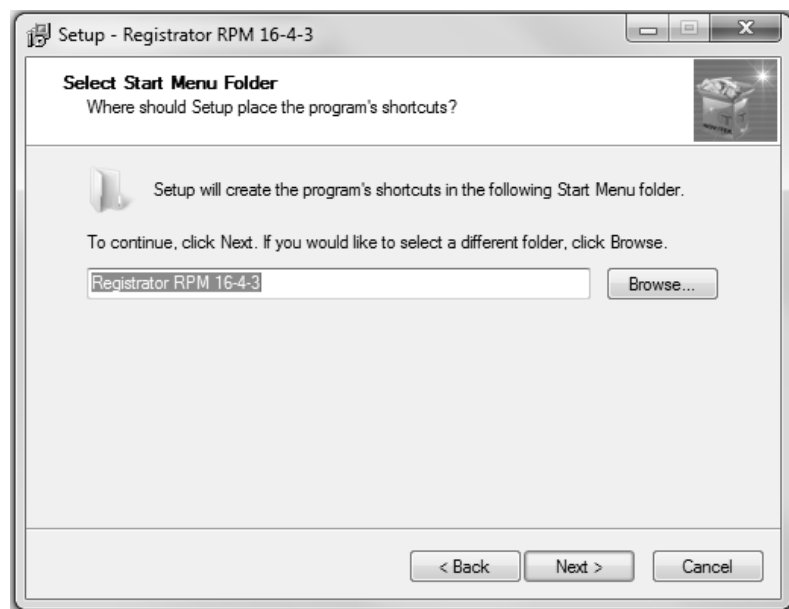 Setup - Registrator RPM 16-4-3
Select Start Menu Folder
Where should Setup place the program's shortcuts?
Setup will create the program's shortcuts in the following Start Menu folder.
To continue, click Next. If you would like to select a different folder, click Browse.
Registrator RPM 16-4-3
Browse...
< Back
Next >
Cancel